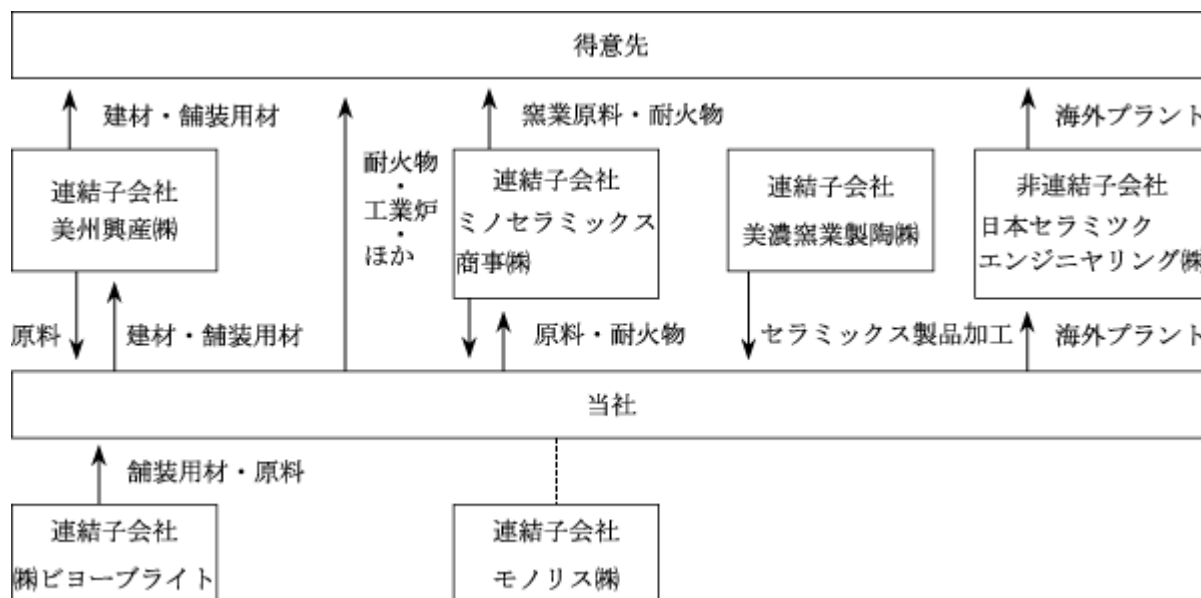 得意先
建材・舗装用材
窯業原料・耐火物
海外プラント
連結子会社
美州興産㈱
耐火物
・
工業炉
・
ほか
連結子会社
ミノセラミックス
商事㈱
連結子会社
美濃窯業製陶㈱
非連結子会社
日本セラミツク
エンジニヤリング㈱
原料
建材・舗装用材
原料・耐火物
セラミックス製品加工
海外プラント
当社
舗装用材・原料
連結子会社
㈱ビヨーブライト
連結子会社
モノリス㈱